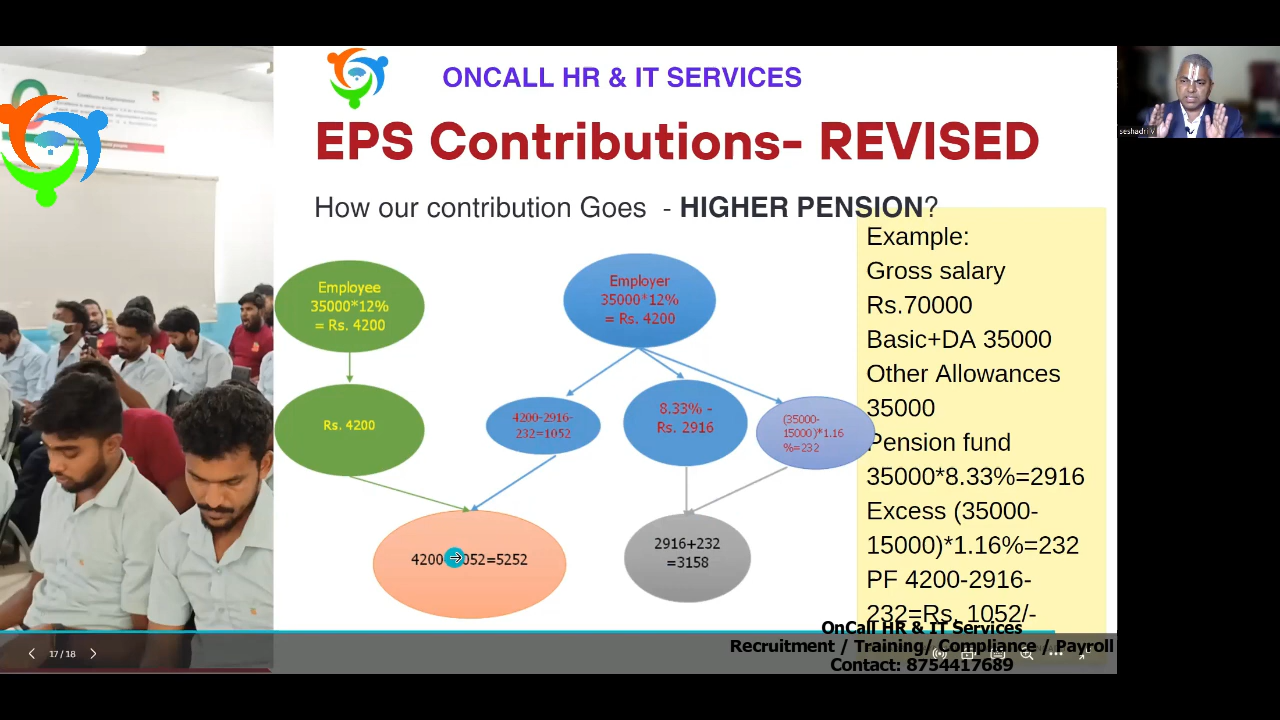 ONCALL HR & IT SERVICES
EPS Contributions- REVISED
How our contribution Goes - HIGHER PENSION?
Employee
35000*12%
= Rs. 4200
Employer
35000*12%
= Rs. 4200
Rs. 4200
4200-2916-
232=1052
8.33% -
Rs. 2916
(35000-
15000)*1.16
%=232
4200 1052=5252
2916+232
=3158
Example:
Gross salary
Rs.70000
Basic+DA 35000
Other Allowances
35000
Pension fund
35000*8.33%=2916
Excess (35000-
15000)*1.16%=232
PF 4200-2916-
232=Rs. 1052/-
OnCall HR & IT Services
Recruitment / Training/ Compliance / Payroll
Contact: 8754417689
17 / 18
seshadri V